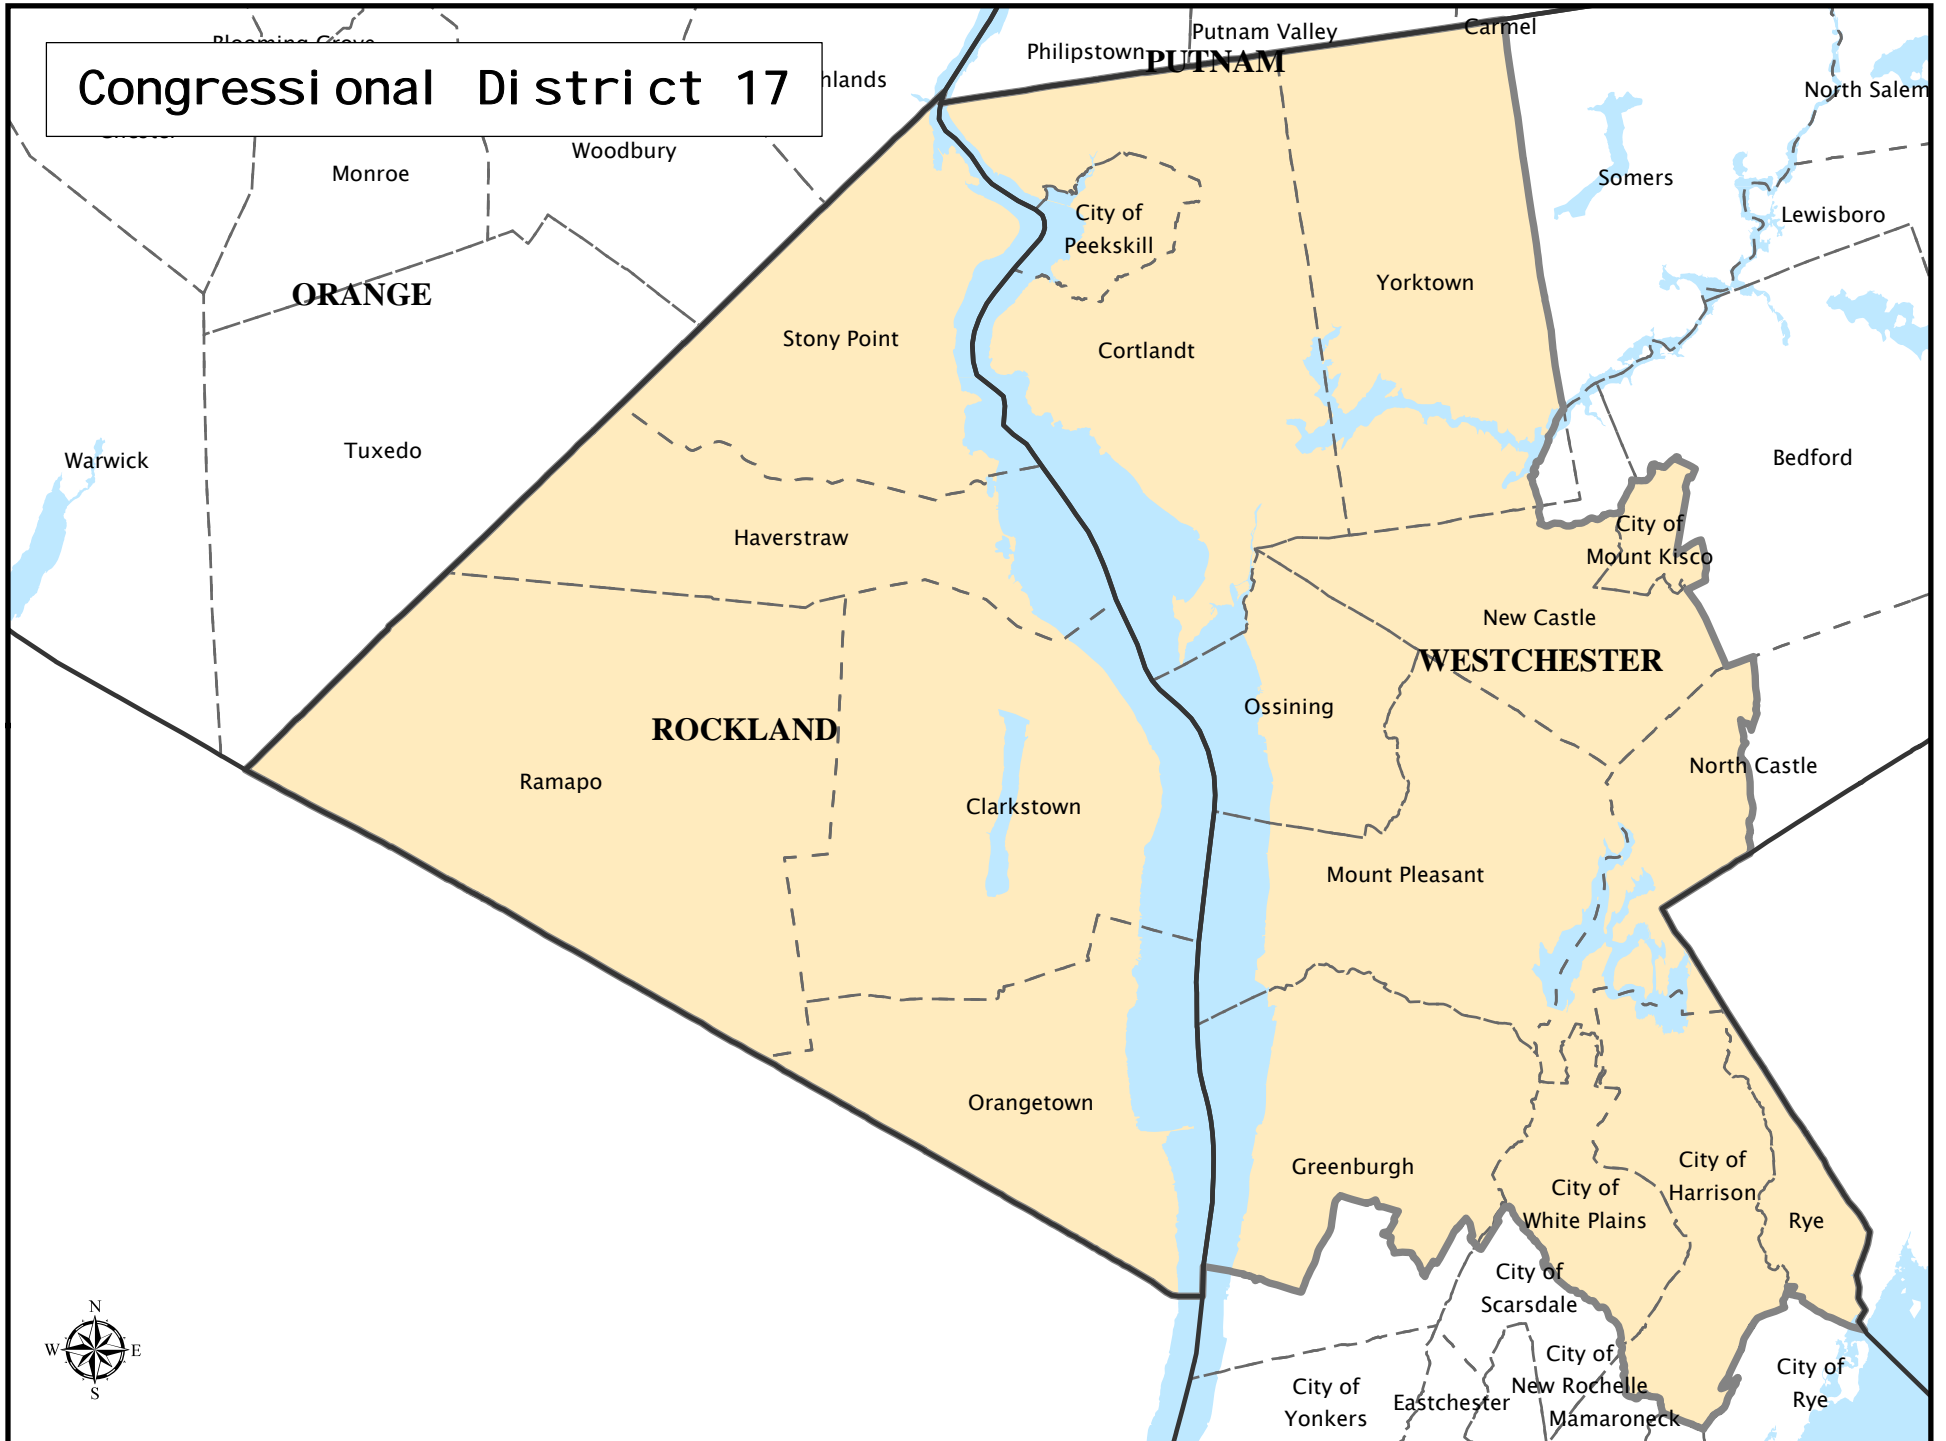 Congressional District 17
hlands
Philipstown
Putnam Valley
Carmel
PUTNAM
North Salem
Monroe
Woodbury
Somers
Lewisboro
City of
Peekskill
ORANGE
Yorktown
Stony Point
Cortlandt
Warwick
Tuxedo
Bedford
Haverstraw
City of
Mount Kisco
New Castle
WESTCHESTER
Ossining
ROCKLAND
North Castle
Ramapo
Clarkstown
Mount Pleasant
Orangetown
Greenburgh
City of
Harrison
City of
White Plains
Rye
City of
Scarsdale
N
W E
S
City of
New Rochelle
City of
Rye
City of
Yonkers
Eastchester
Mamaroneck